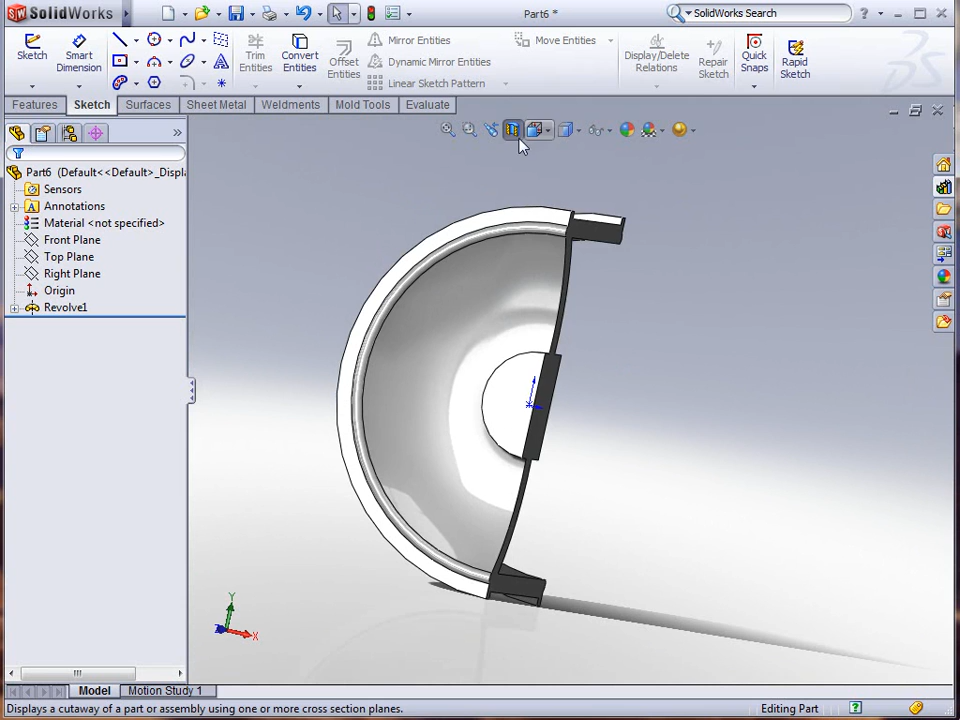 SolidWorks
Part6 *
SolidWorks Search
?
Sketch
Smart Dimension
Trim Entities
Convert Entities
Offset Entities
Mirror Entities
Dynamic Mirror Entities
Linear Sketch Pattern
Move Entities
Display/Delete Relations
Repair Sketch
Quick Snaps
Rapid Sketch
Features
Sketch
Surfaces
Sheet Metal
Weldments
Mold Tools
Evaluate
Part6 (Default<<Default>_Displ
Sensors
Annotations
Material <not specified>
Front Plane
Top Plane
Right Plane
Origin
Revolve1
Y
X
Z
Model
Motion Study 1
Displays a cutaway of a part or assembly using one or more cross section planes.
Editing Part
?